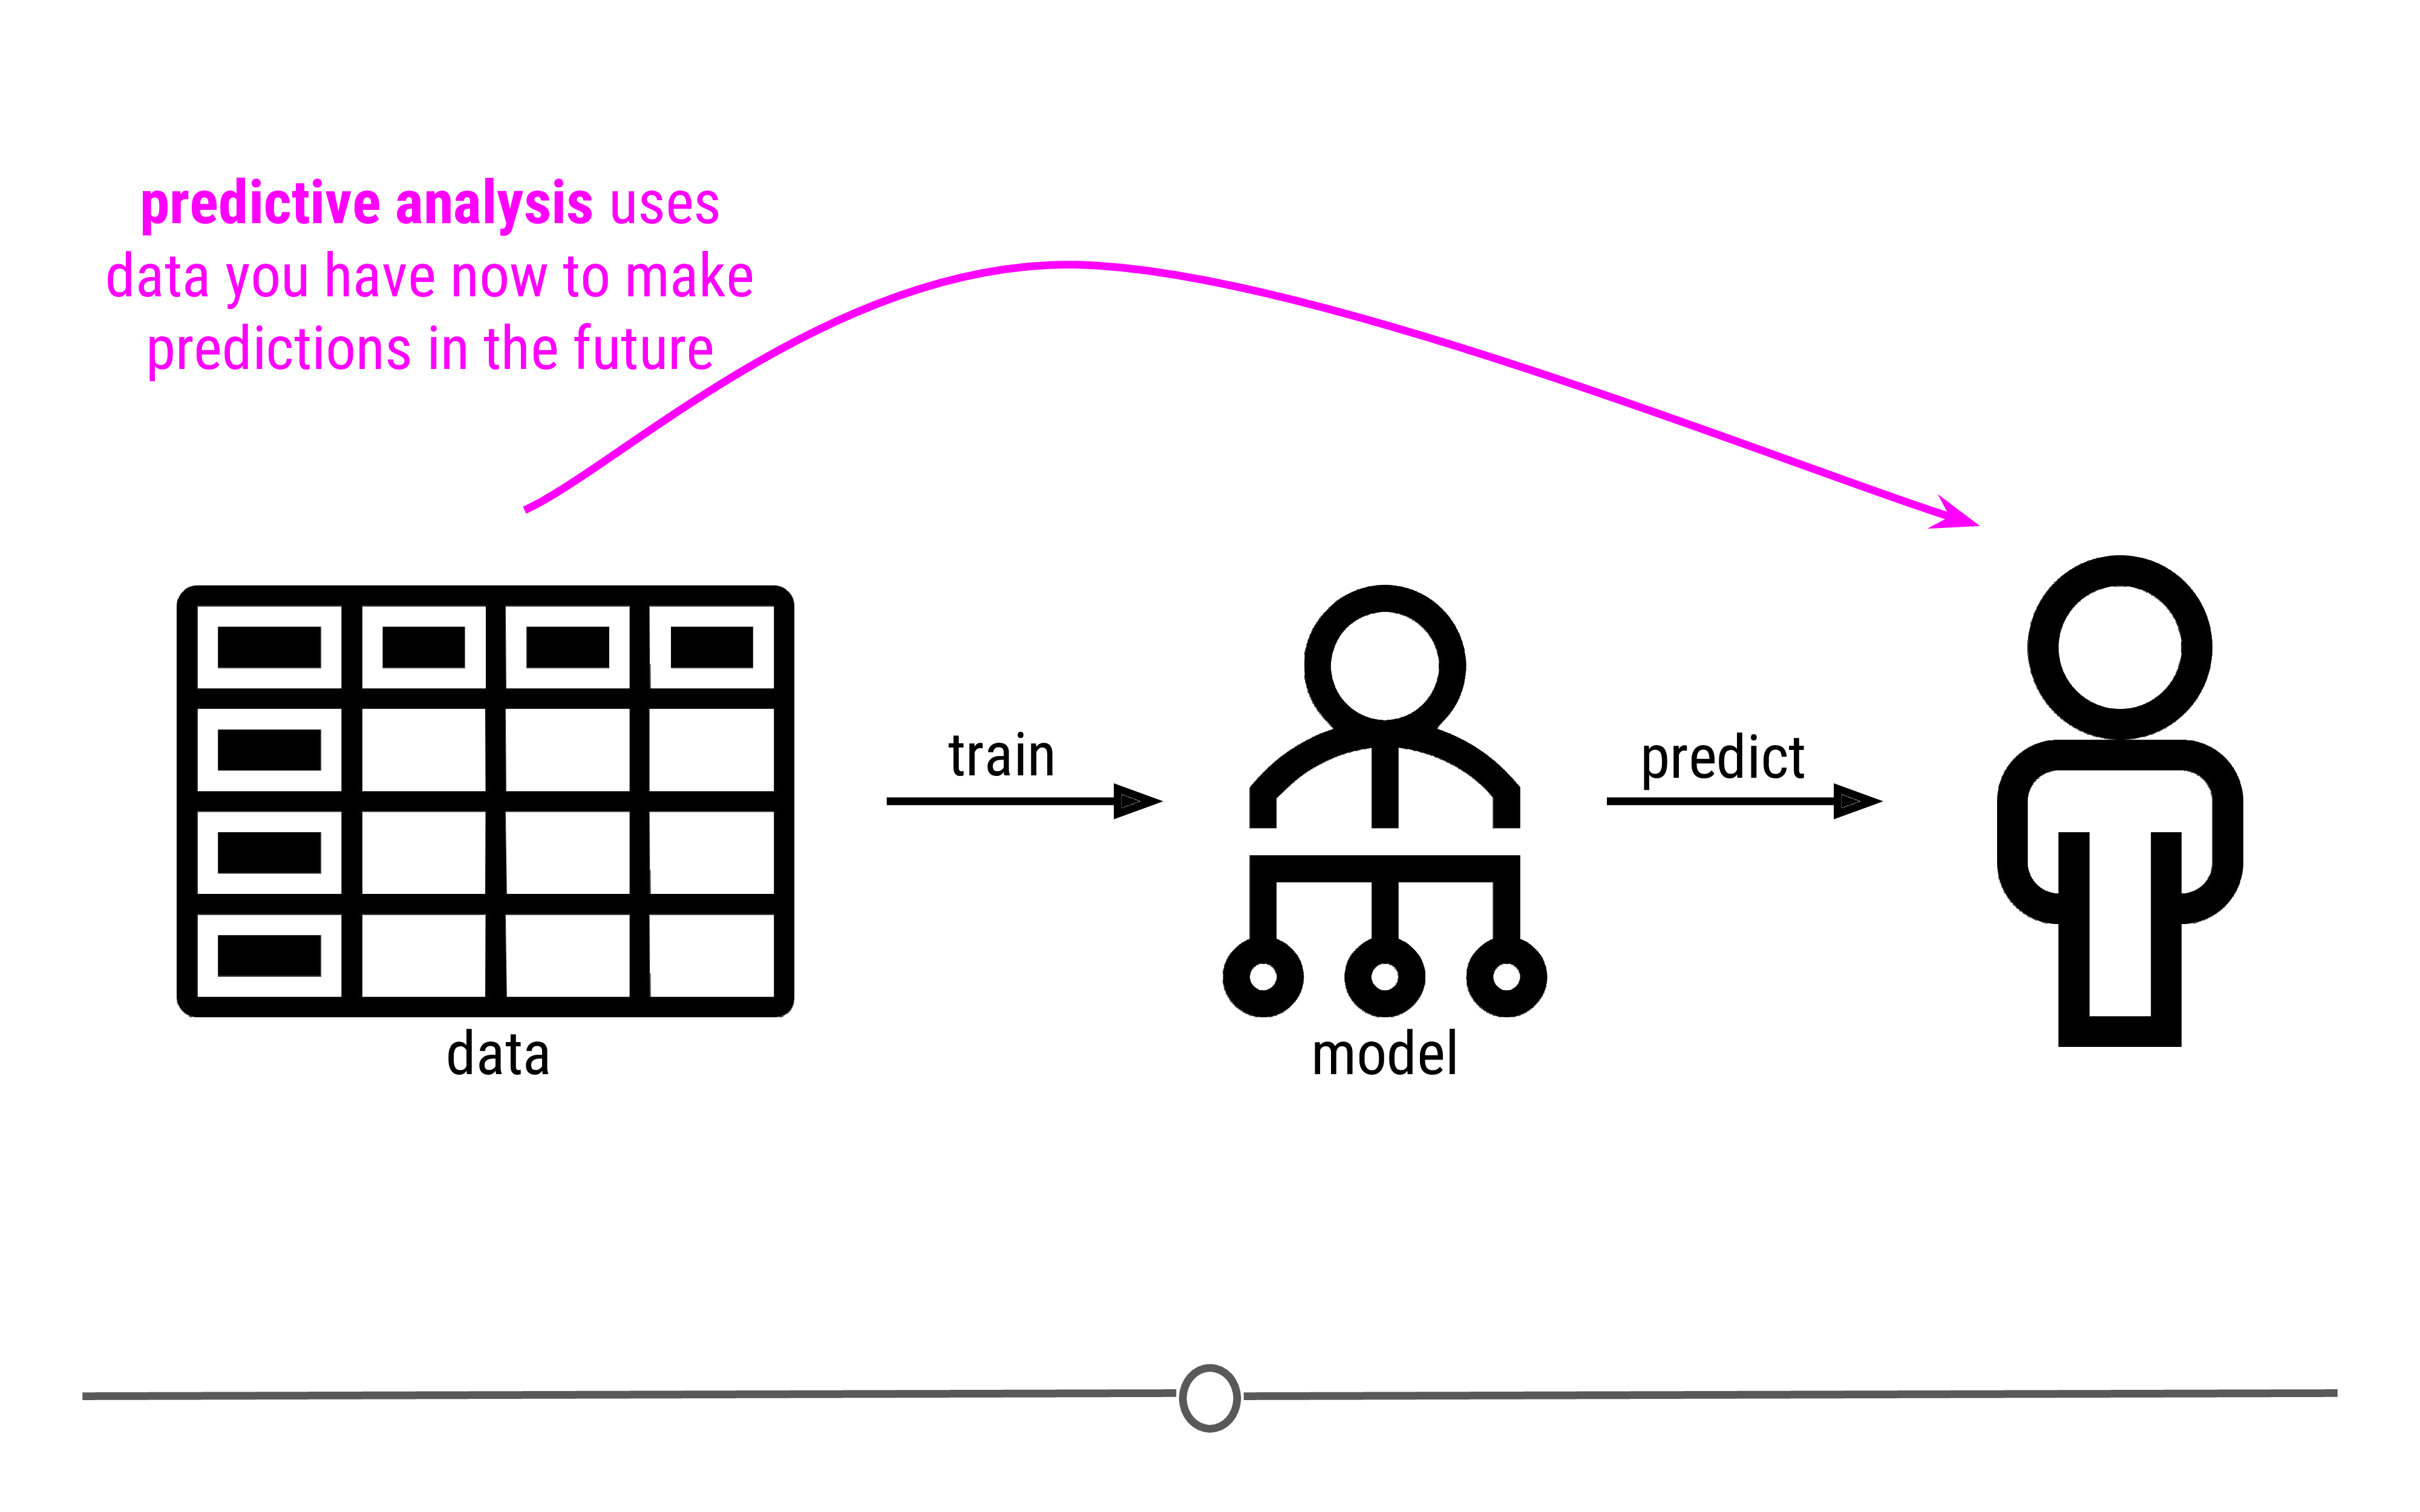 predictive analysis uses
data you have now to make
predictions in the future
train
predict
data
model